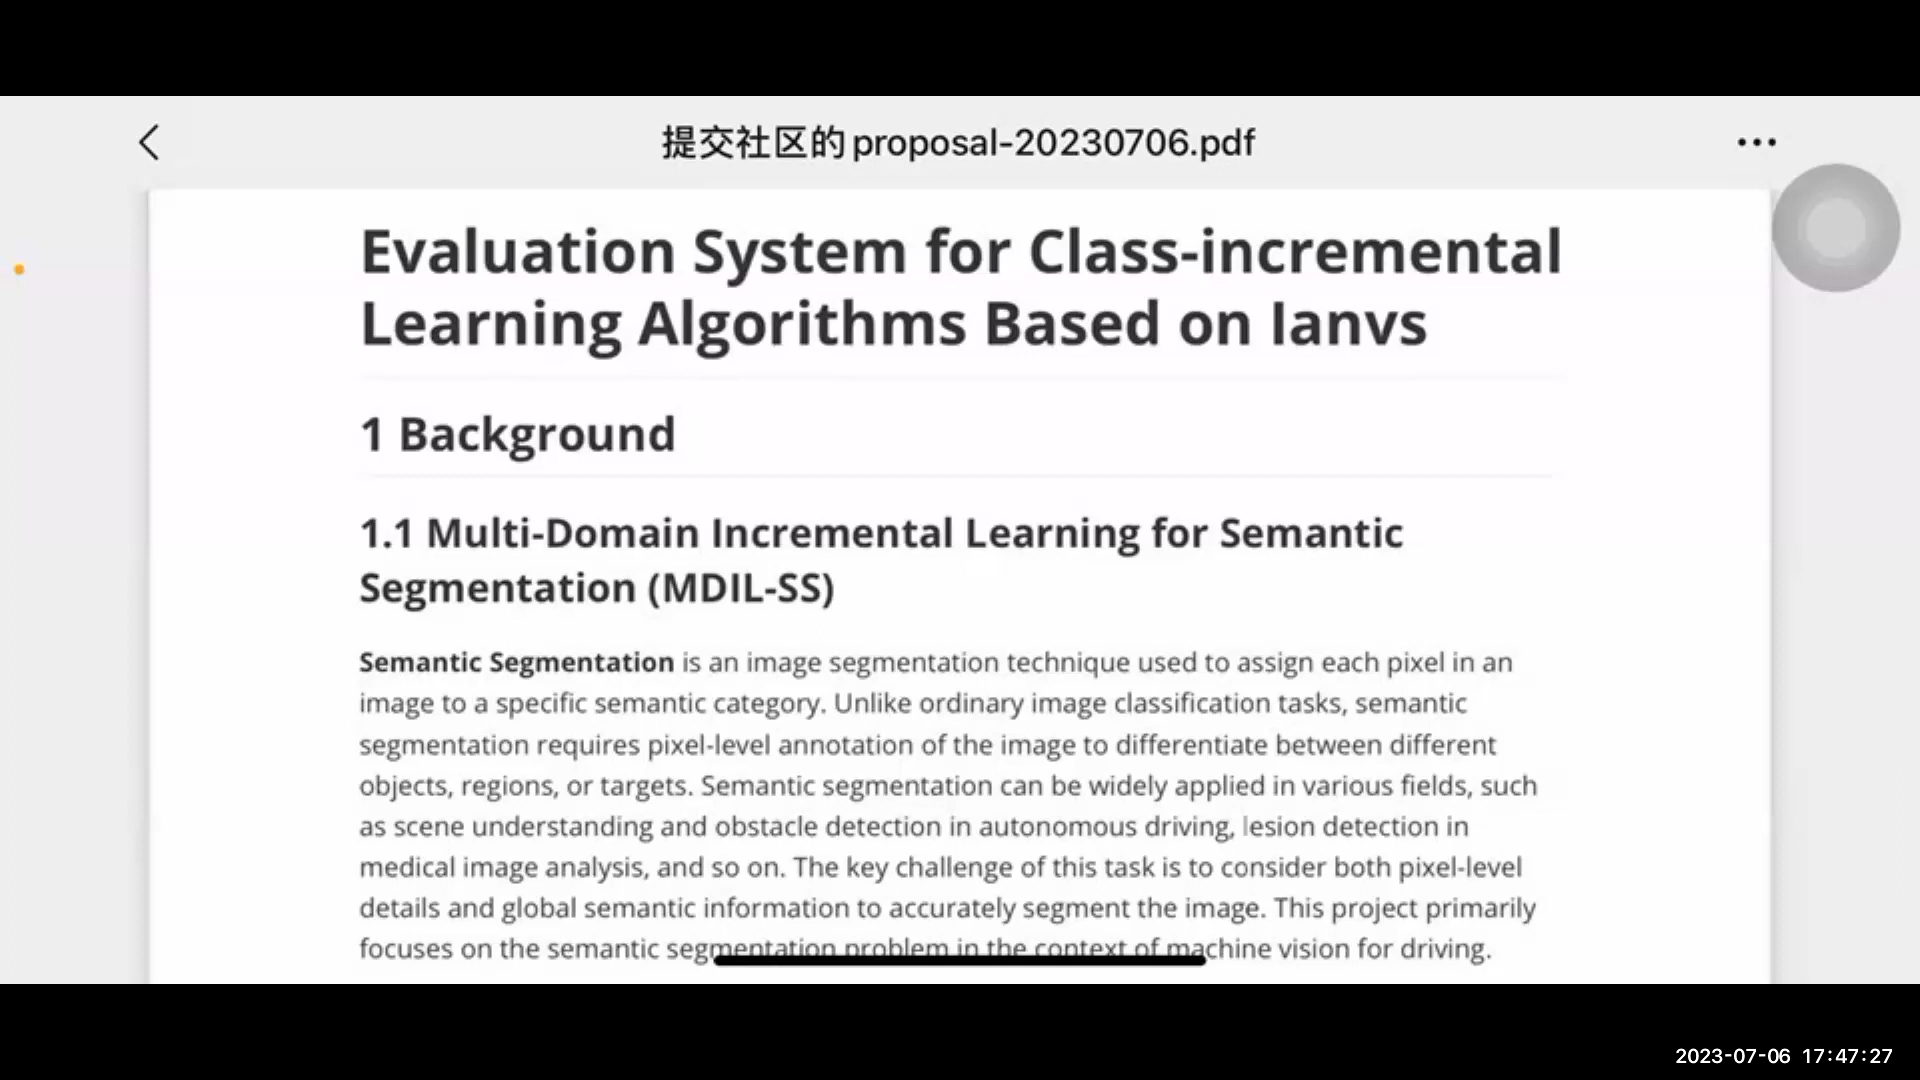 提交社区的proposal-20230706.pdf
Evaluation System for Class-incremental
Learning Algorithms Based on Ianvs
1 Background
1.1 Multi-Domain Incremental Learning for Semantic
Segmentation (MDIL-SS)
Semantic Segmentation is an image segmentation technique used to assign each pixel in an
image to a specific semantic category. Unlike ordinary image classification tasks, semantic
segmentation requires pixel-level annotation of the image to differentiate between different
objects, regions, or targets. Semantic segmentation can be widely applied in various fields, such
as scene understanding and obstacle detection in autonomous driving, lesion detection in
medical image analysis, and so on. The key challenge of this task is to consider both pixel-level
details and global semantic information to accurately segment the image. This project primarily
focuses on the semantic segmentation problem in the context of machine vision for driving.
2023-07-06 17:47:27